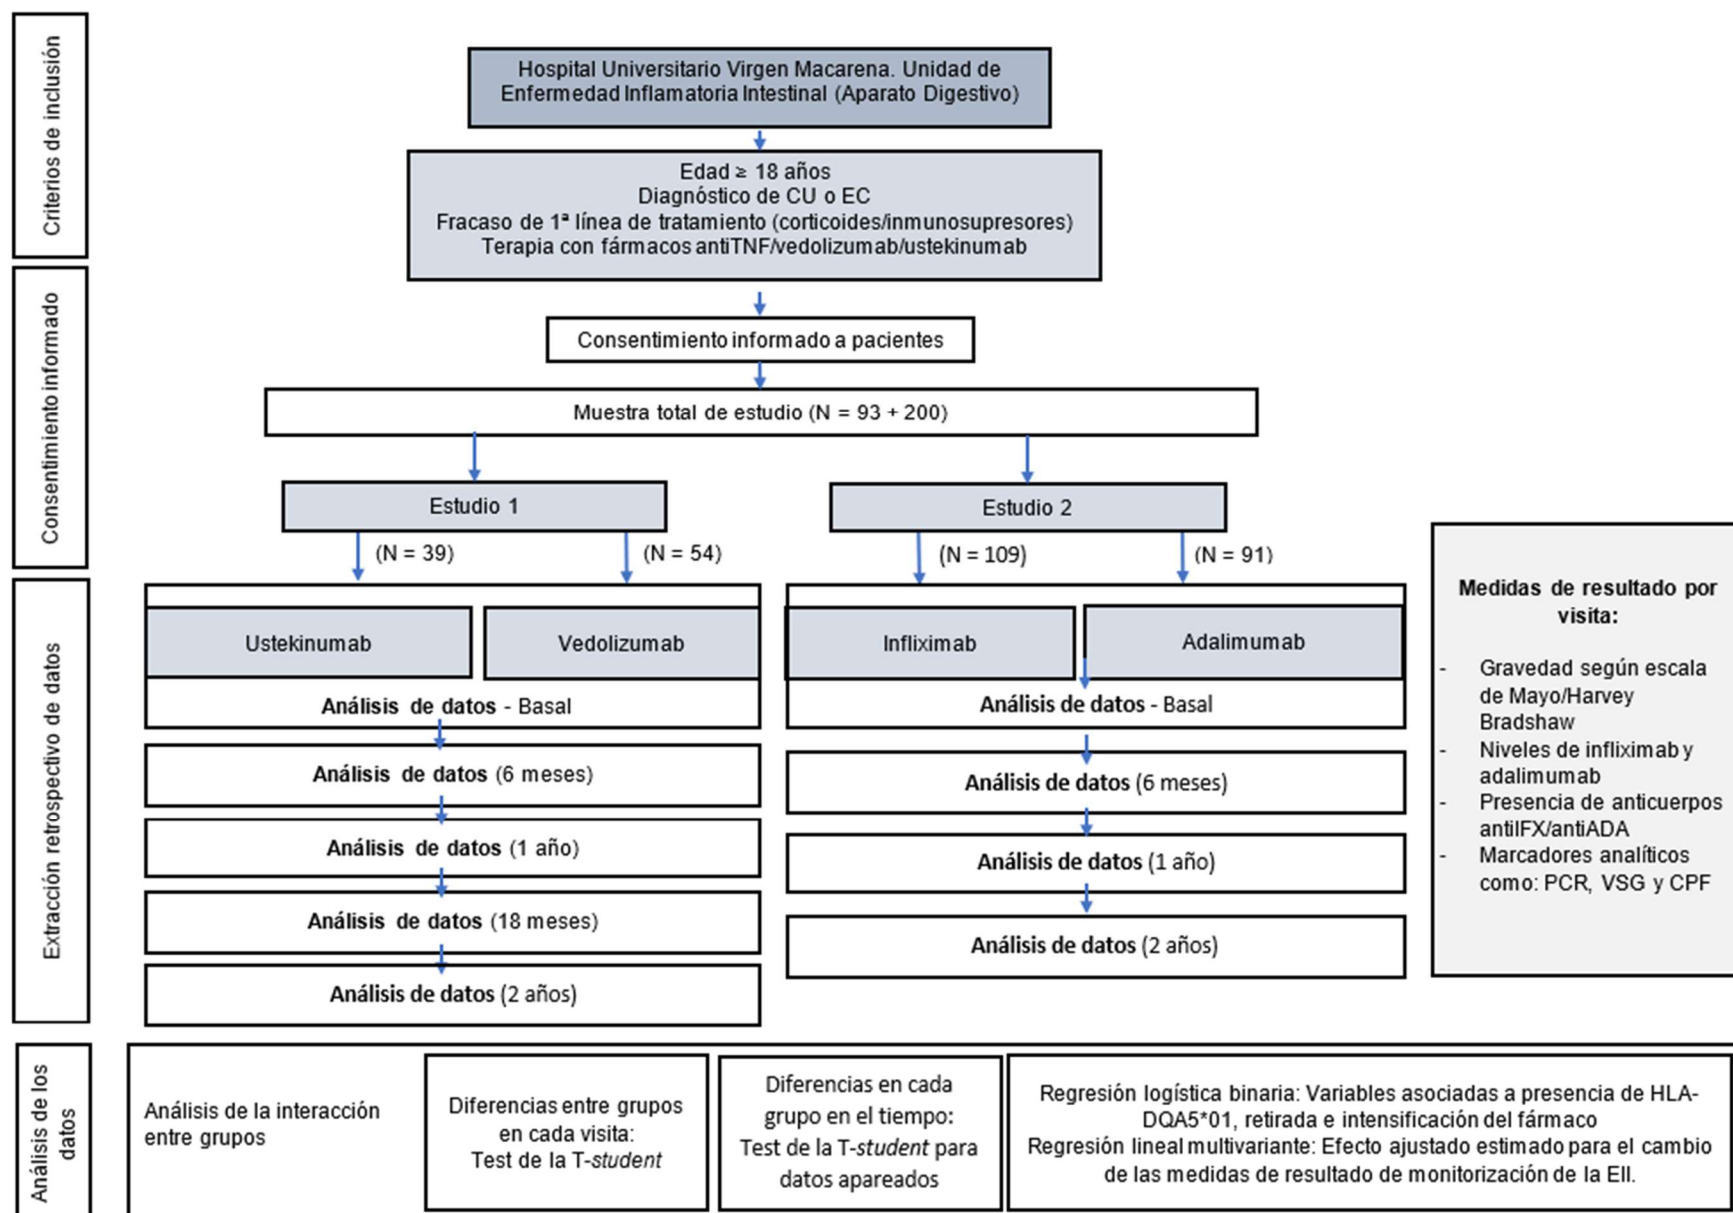 Criterios de inclusión
Hospital Universitario Virgen Macarena. Unidad de
Enfermedad Inflamatoria Intestinal (Aparato Digestivo)
Edad ≥ 18 años
Diagnóstico de CU o EC
Fracaso de 1ª línea de tratamiento (corticoides/inmunosupresores)
Terapia con fármacos antiTNF/vedolizumab/ustekinumab
Consentimiento informado
Consentimiento informado a pacientes
Muestra total de estudio (N = 93 + 200)
Estudio 1
Estudio 2
(N = 39)
(N = 54)
(N = 109)
(N = 91)
Extracción retrospectivo de datos
Ustekinumab
Vedolizumab
Análisis de datos - Basal
Análisis de datos (6 meses)
Análisis de datos (1 año)
Análisis de datos (18 meses)
Análisis de datos (2 años)
Infliximab
Adalimumab
Análisis de datos - Basal
Análisis de datos (6 meses)
Análisis de datos (1 año)
Análisis de datos (2 años)
Medidas de resultado por
visita:
- Gravedad según escala
de Mayo/Harvey
Bradshaw
- Niveles de infliximab y
adalimumab
- Presencia de anticuerpos
antiIFX/antiADA
- Marcadores analíticos
como: PCR, VSG y CPF
Análisis de los
datos
Análisis de la interacción
entre grupos
Diferencias entre grupos
en cada visita:
Test de la T-student
Diferencias en cada
grupo en el tiempo:
Test de la T-student para
datos apareados
Regresión logística binaria: Variables asociadas a presencia de HLA-
DQA5*01, retirada e intensificación del fármaco
Regresión lineal multivariante: Efecto ajustado estimado para el cambio
de las medidas de resultado de monitorización de la EII.